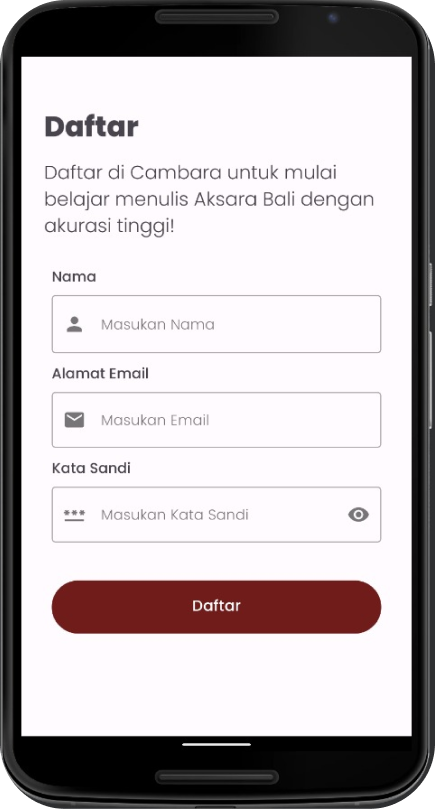 Daftar
Daftar di Cambara untuk mulai
belajar menulis Aksara Bali dengan
akurasi tinggi!
Nama
Masukan Nama
Alamat Email
Masukan Email
Kata Sandi
Masukan Kata Sandi
Daftar